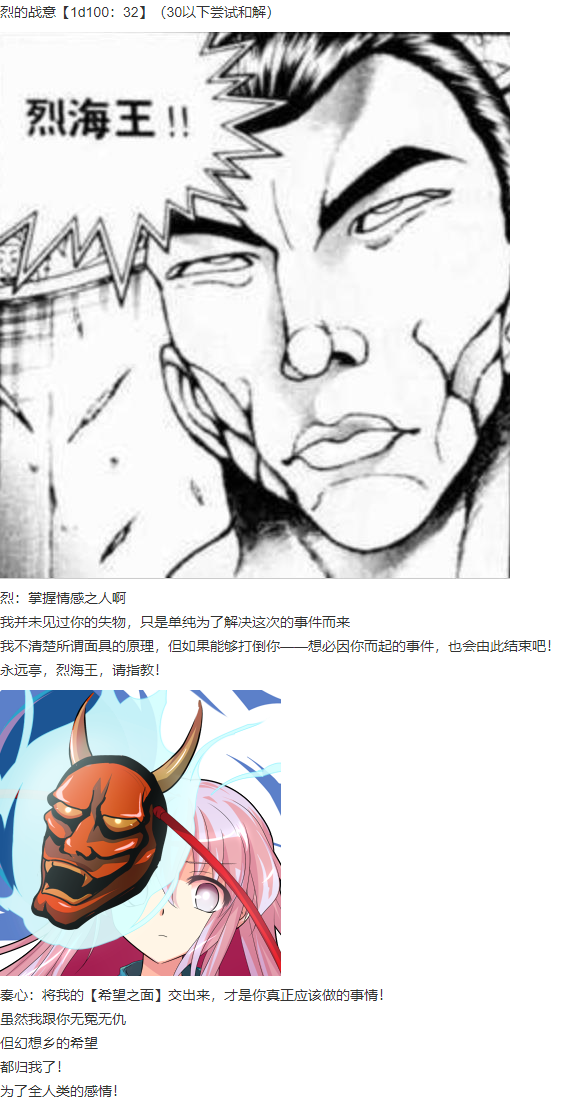 烈的战意【1d100：32】（30以下尝试和解）
烈海王!!
烈：掌握情感之人啊
我并未见过你的失物，只是单纯为了解决这次的事件而来
我不清楚所谓面具的原理，但如果能够打倒你——想必因你而起的事件，也会由此结束吧！
永远亭，烈海王，请指教！
秦心：将我的【希望之面】交出来，才是你真正应该做的事情！
虽然我跟你无冤无仇
但幻想乡的希望
都归我了！
为了全人类的感情！